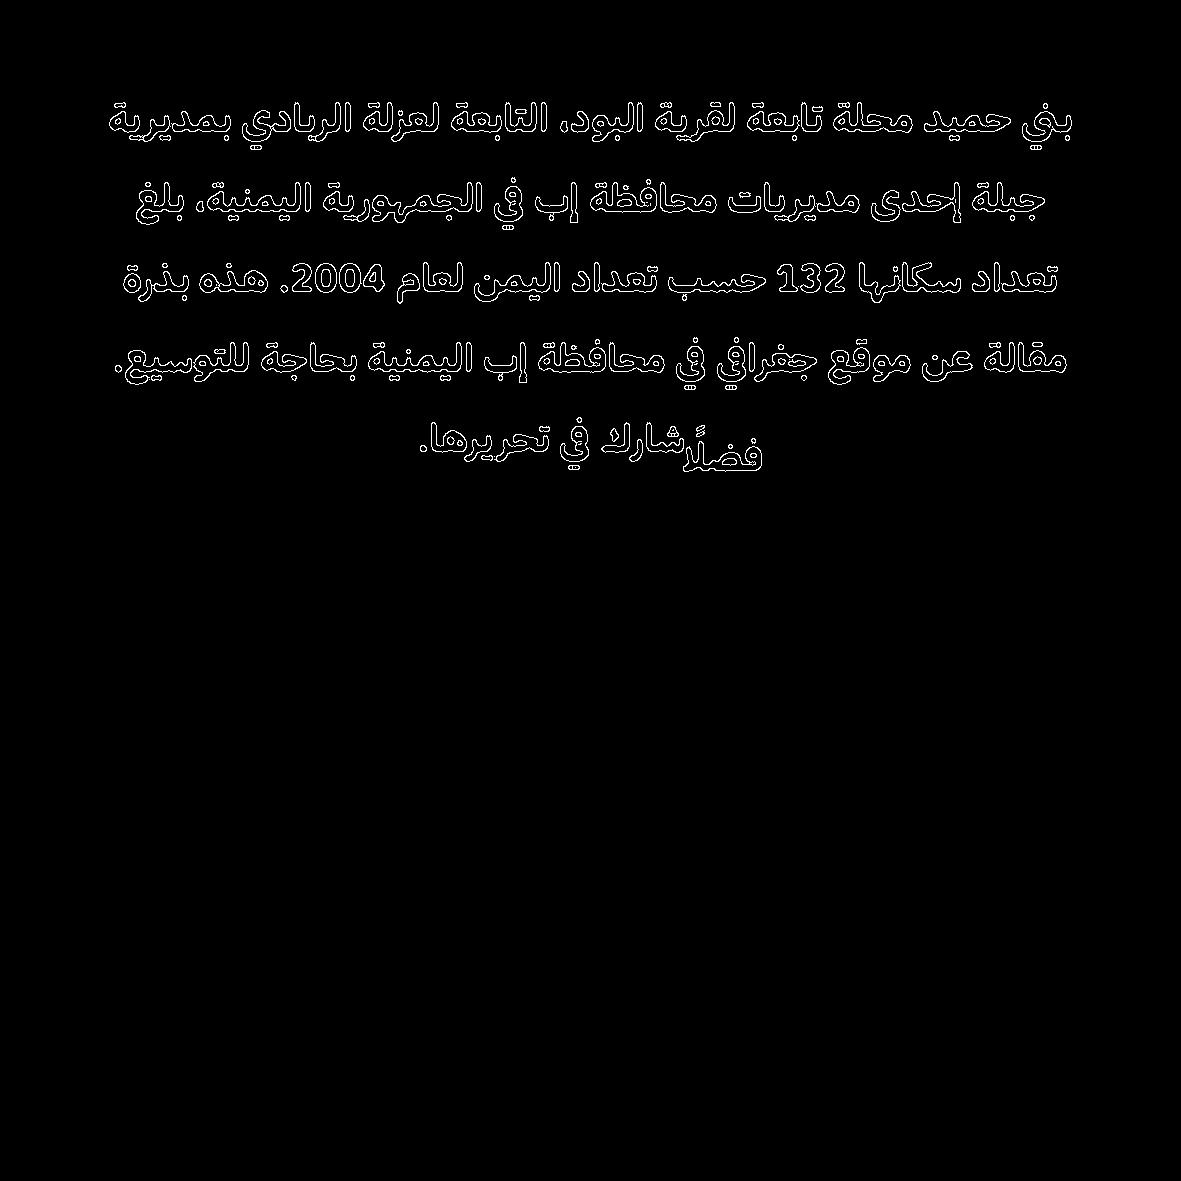 بني حميد محلة تابعة لقرية البود، التابعة لعزلة الربادي بمديرية
جبلة إحدى مديريات محافظة إب في الجمهورية اليمنية، بلغ
تعداد سكانها 132 حسب تعداد اليمن لعام 2004. هذه بذرة
مقالة عن موقع جغرافي في محافظة إب اليمنية بحاجة للتوسيع.
فضلًا شارك في تحريرها.